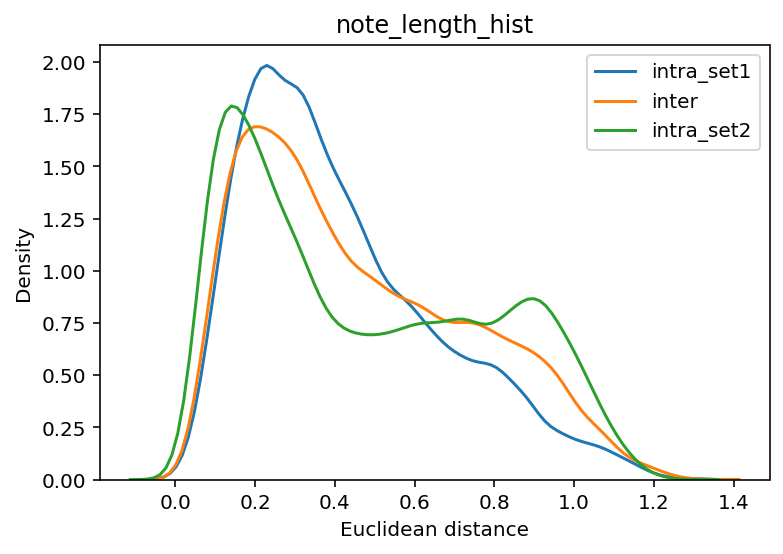 note_length_hist
intra_set1
inter
intra_set2
Density
2.00
1.75
1.50
1.25
1.00
0.75
0.50
0.25
0.00
0.0 0.2 0.4 0.6 0.8 1.0 1.2 1.4
Euclidean distance